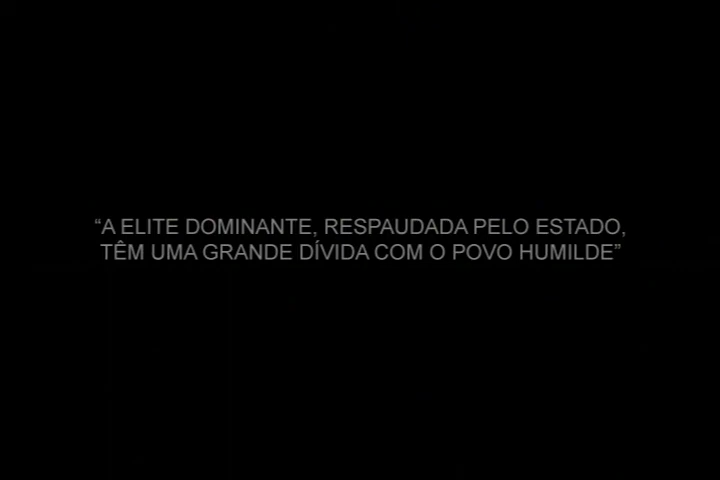 “A ELITE DOMINANTE, RESPAUDADA PELO ESTADO,
TÊM UMA GRANDE DÍVIDA COM O POVO HUMILDE”